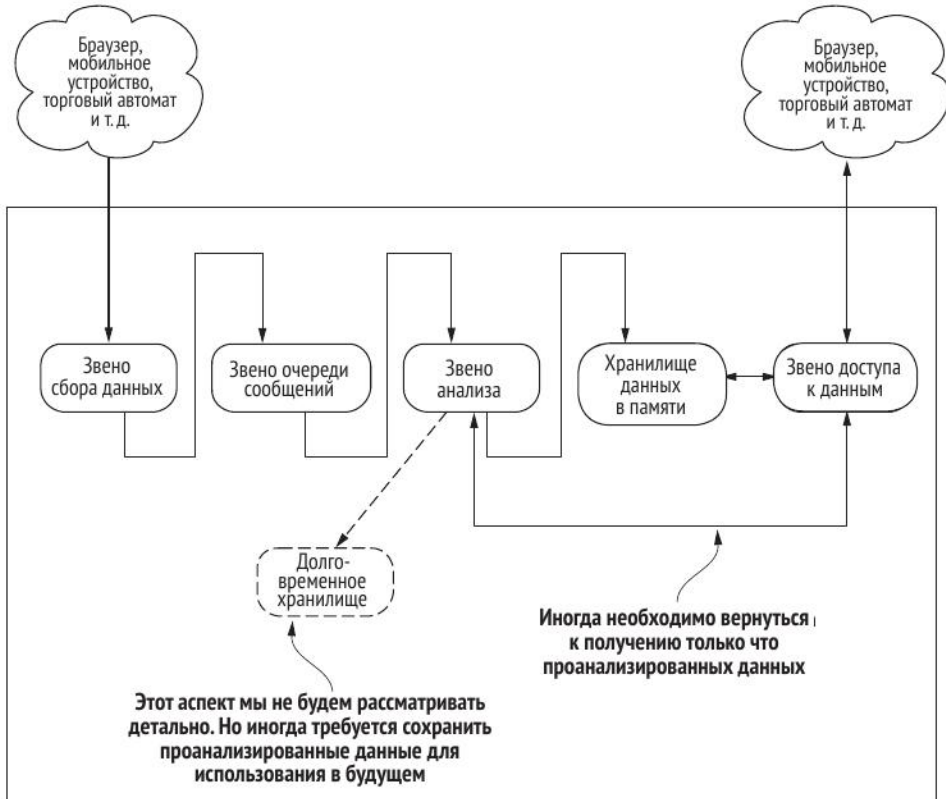 Браузер,
мобильное
устройство,
торговый автомат
и т. д.
Браузер,
мобильное
устройство,
торговый автомат
и т. д.
Звено
сбора данных
Звено очереди
сообщений
Звено
анализа
Хранилище
данных
в памяти
Звено доступа
к данным
Долго-
временное
хранилище
Иногда необходимо вернуться
к получению только что
проанализированных данных
Этот аспект мы не будем рассматривать
детально. Но иногда требуется сохранить
проанализированные данные для
использования в будущем